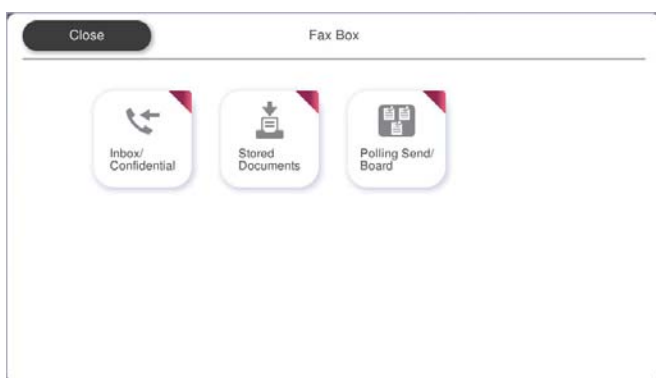 Close
Fax Box
Inbox/
Confidential
Stored
Documents
Polling Send/
Board